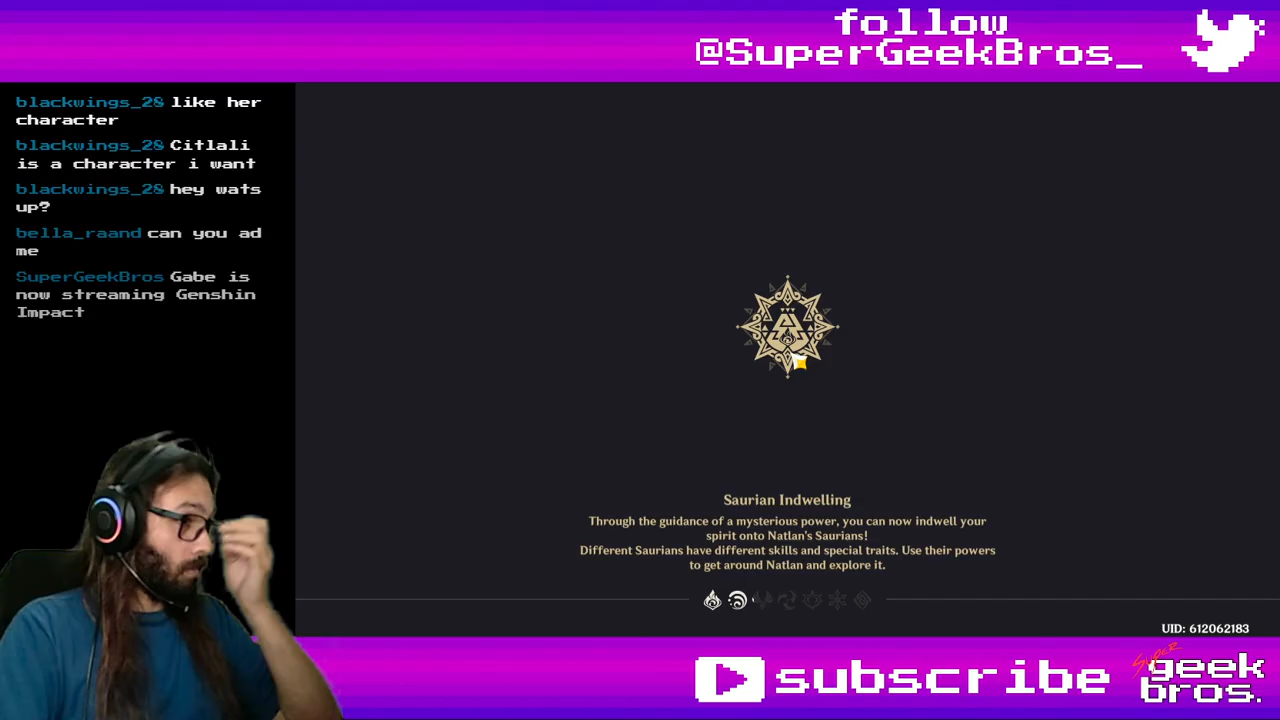 follow
@SuperGeekBros_
blackwings_28 like her
character
blackwings_28 Citlali
is a character i want
blackwings_28 hey wats
up?
bella_raand can you ad
me
SuperGeekBros Gabe is
now streaming Genshin
Impact
Saurian Indwelling
Through the guidance of a mysterious power, you can now indwell your
spirit onto Natlan's Saurians!
Different Saurians have different skills and special traits. Use their powers
to get around Natlan and explore it.
UID: 612062183
subscribe
SUPER
geek
bros.